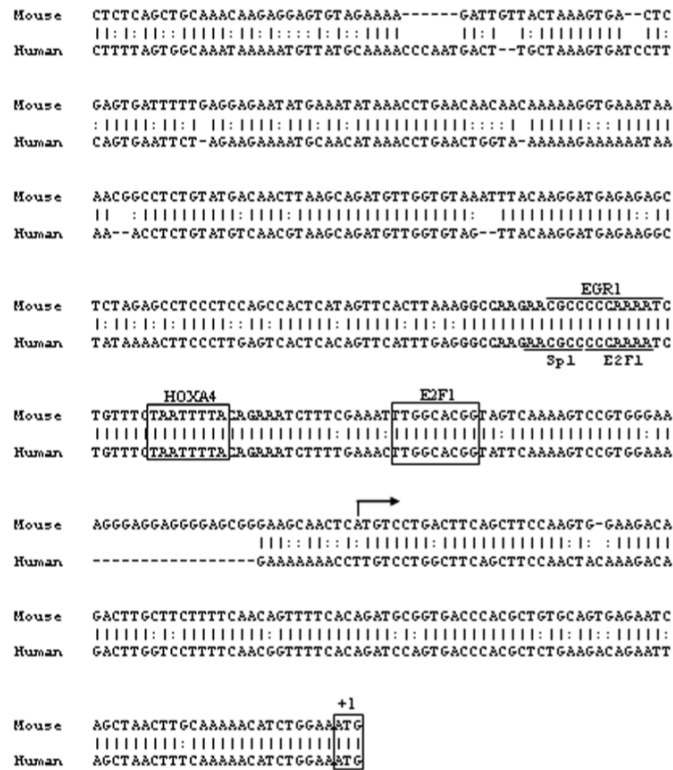 Mouse CTCTCAGCTGCAAACAAGAGGAGTGTAGAAAA------GATTGTTACTAAAGTGA--CTC
||:|:|:||||:|||||:||:|::::|:|:|||| ||: :|:||||||||| ||:
Human CTTTTAGTGGCAAATAAAAATGTTATGCAAAACCCAATGACT--TGCTAAAGTGATCCTT
Mouse GAGTGATTTTTGAGGAGAATATGAAATATAAACCTGAACAACAACAAAAAGGTGAAATAA
Human CAGTGAATTCT-AGAAGAAAATGCAACATAAACCTGAACTGGTA-AAAAAGAAAAAATAA
Mouse AACGGCCTCTGTATGACAACTTAAGCAGATGTTGGTGTAAATTTACAAGGATGAGAGAGC
Human AA--ACCTCTGTATGTCAACGTAAGCAGATGTTGGTGTAG--TTACAAGGATGAGAAGGC
EGR1
Mouse TCTAGAGCCTCCCTCCAGCCACTCATAGTTCACTTAAAGGCCAAGAACGCCCCCAAAATC
Human TATAAAACTTCCCTTGAGTCACTCACAGTTCATTTGAGGGCCAAGAACGCCCCCAAAATC
Sp1 E2F1
HOXA4 E2F1
Mouse TGTTTCTAATTTTACAGAAATCTTTCGAAATTTGGCACGGTAGTCAAAAGTCCGTGGGAA
Human TGTTTCTAATTTTACAGAAATCTTTTGAAACTTGGCACGGTATTCAAAAGTCCGTGGAAA
Mouse AGGGAGGAGGGGAGCGGGAAGCAACTCATGTCCTGACTTCAGCTTCCAAGTG-GAAGACA
Human -----------------GAAAAAAACCTTGTCCTGGCTTCAGCTTCCAACTACAAAGACA
Mouse GACTTGCTTCTTTTCAACAGTTTTCACAGATGCGGTGACCCACGCTGTGCAGTGAGAATC
Human GACTTGGTCCTTTTCAACGGTTTTCACAGATCCAGTGACCCACGCTCTGAAGACAGAATT
+1
Mouse AGCTAACTTGCAAAAACATCTGGAAATG
Human AGCTAACTTTCAAAAACATCTGGAAATG